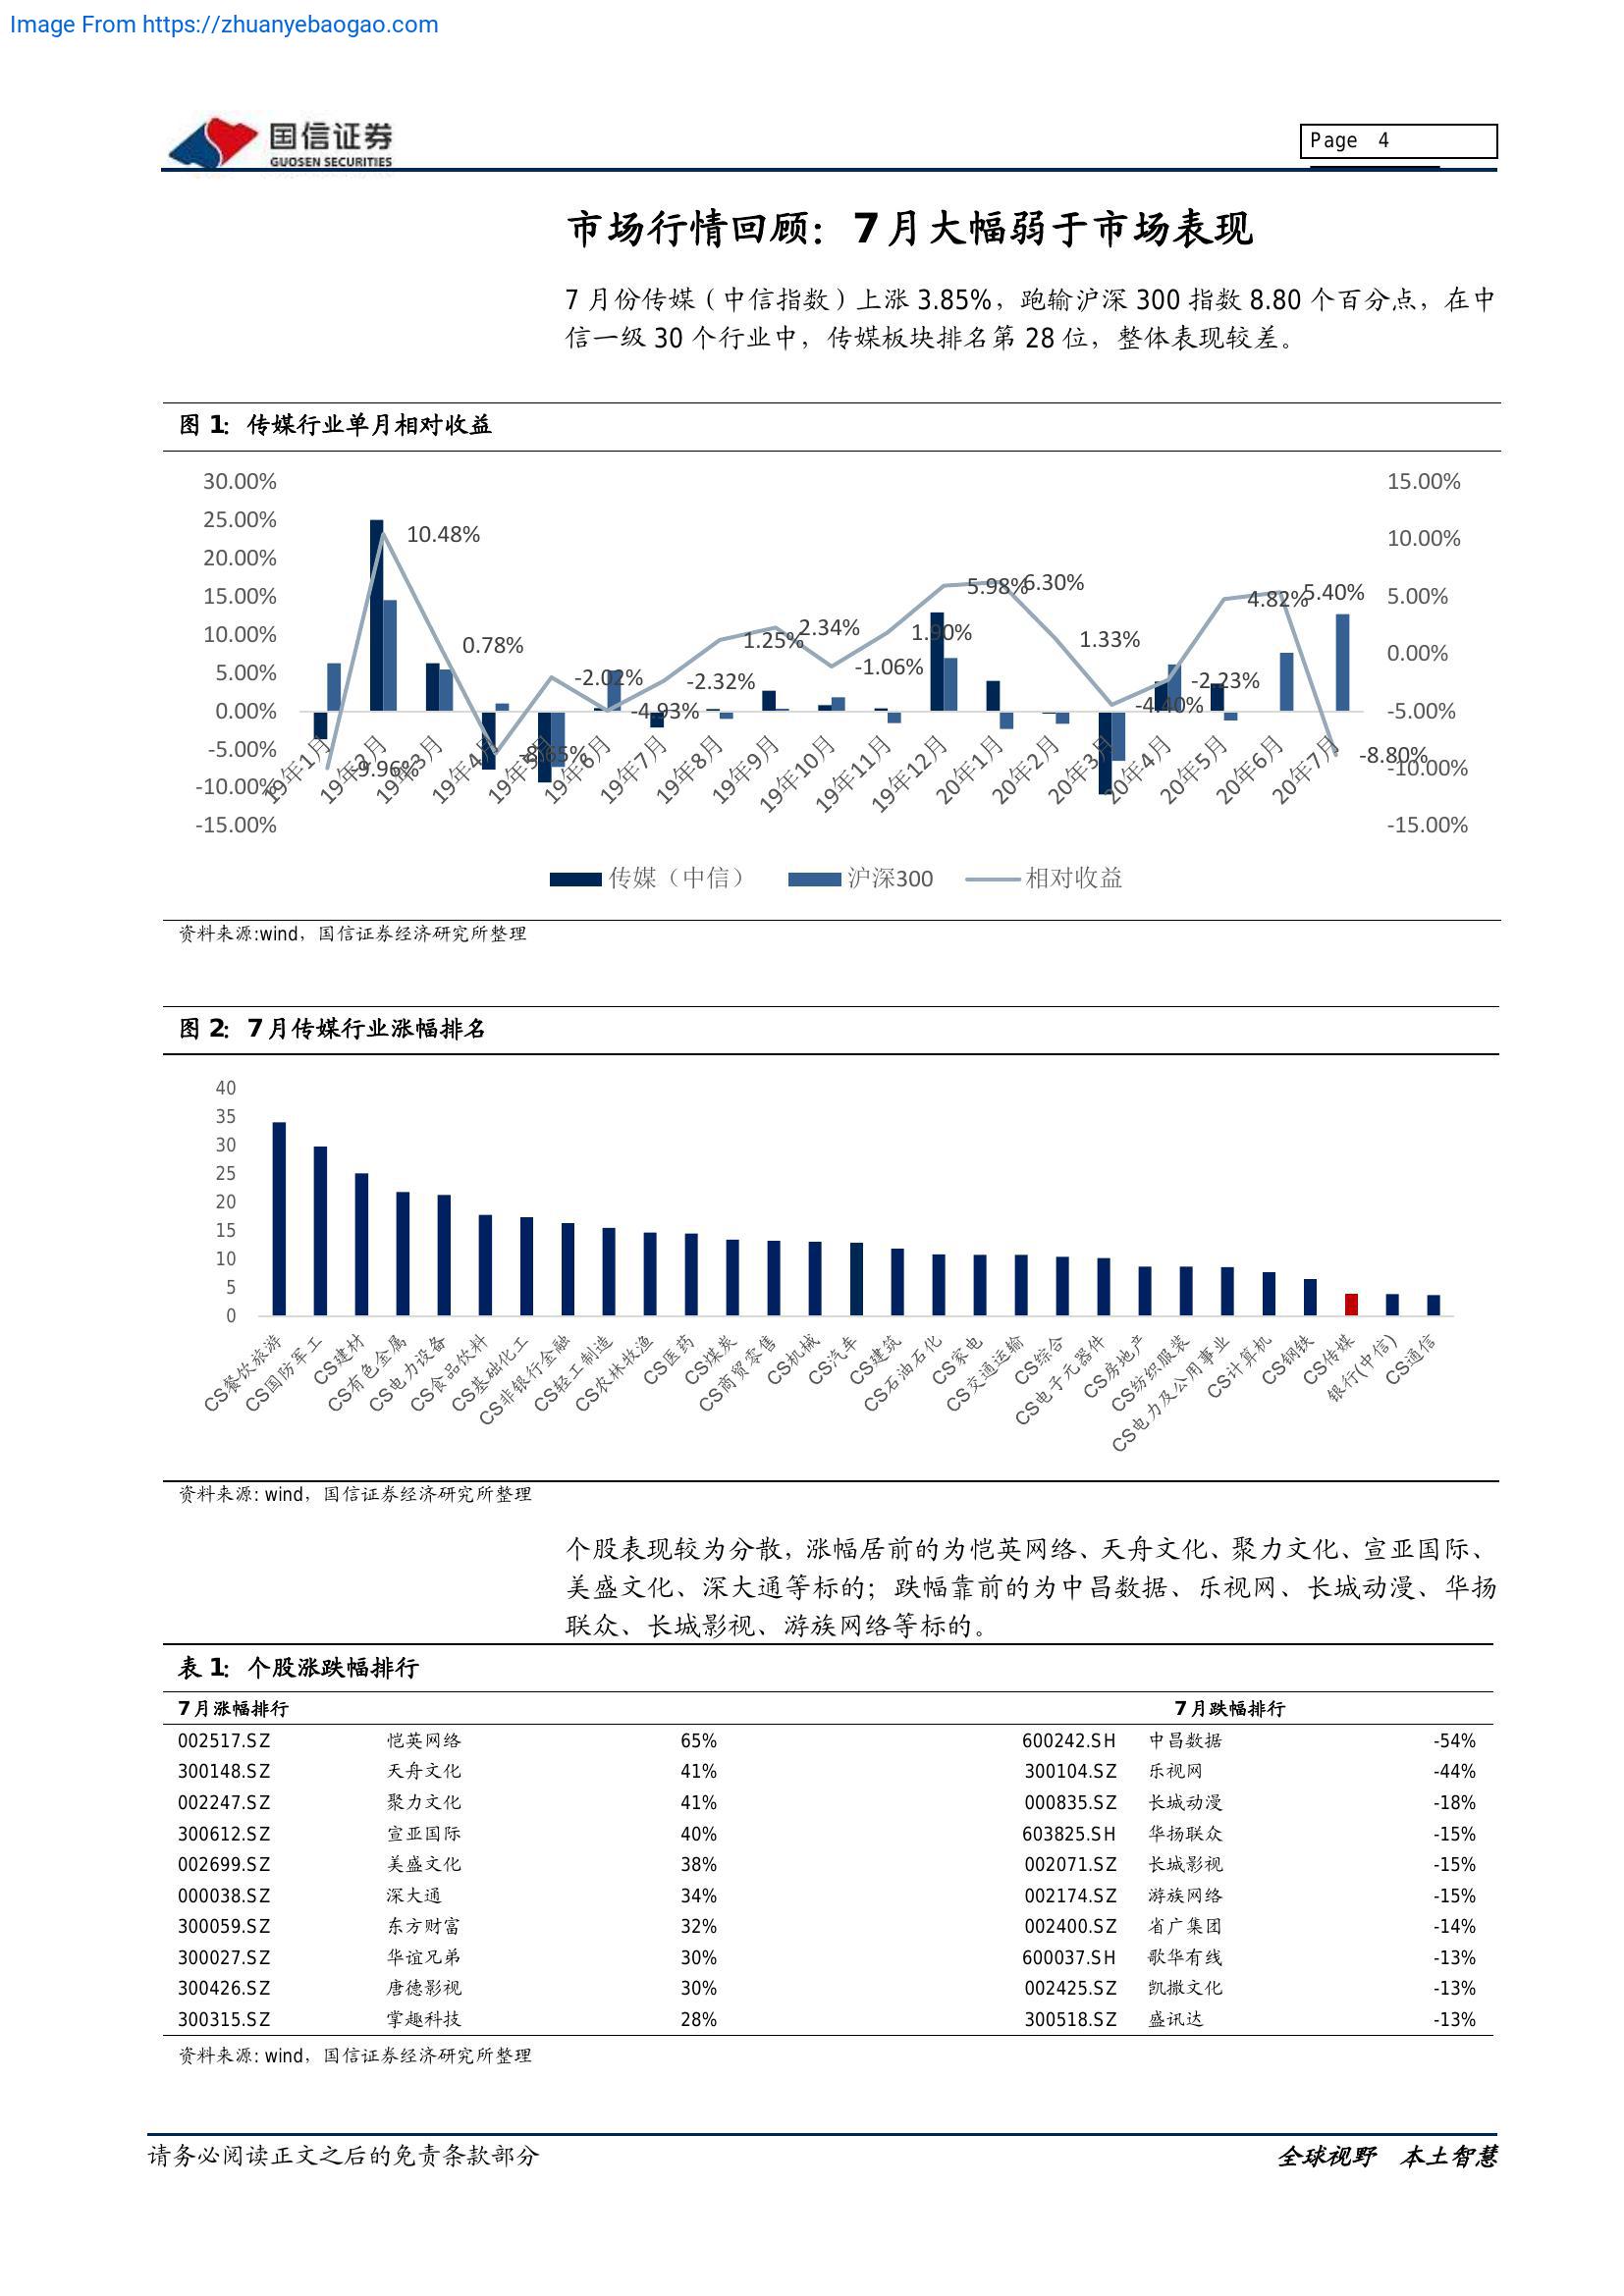 Image From https://zhuanyebaogao.com
国信证券
GUOSEN SECURITIES
Page 4
市场行情回顾：7月大幅弱于市场表现
7 月份传媒（中信指数）上涨 3.85%，跑输沪深 300 指数 8.80 个百分点，在中
信一级 30 个行业中，传媒板块排名第 28 位，整体表现较差。
图 1：传媒行业单月相对收益
30.00%
25.00%
20.00%
15.00%
10.00%
5.00%
0.00%
-5.00%
-10.00%
-15.00%
15.00%
10.00%
5.00%
0.00%
-5.00%
-10.00%
-15.00%
-9.96%
10.48%
0.78%
-8.65%
-2.02%
-4.93%
-2.32%
1.25%
2.34%
-1.06%
1.90%
5.98%
6.30%
1.33%
-4.40%
-2.23%
4.82%
5.40%
-8.80%
19年1月
19年2月
19年3月
19年4月
19年5月
19年6月
19年7月
19年8月
19年9月
19年10月
19年11月
19年12月
20年1月
20年2月
20年3月
20年4月
20年5月
20年6月
20年7月
传媒（中信） 沪深300 相对收益
资料来源:wind，国信证券经济研究所整理
图 2：7月传媒行业涨幅排名
40
35
30
25
20
15
10
5
0
CS餐饮旅游
CS国防军工
CS建材
CS有色金属
CS电力设备
CS食品饮料
CS基础化工
CS非银行金融
CS轻工制造
CS农林牧渔
CS医药
CS煤炭
CS商贸零售
CS机械
CS汽车
CS建筑
CS石油石化
CS家电
CS交通运输
CS综合
CS电子元器件
CS房地产
CS纺织服装
CS电力及公用事业
CS计算机
CS钢铁
CS传媒
银行(中信)
CS通信
资料来源: wind，国信证券经济研究所整理
个股表现较为分散，涨幅居前的为恺英网络、天舟文化、聚力文化、宣亚国际、
美盛文化、深大通等标的；跌幅靠前的为中昌数据、乐视网、长城动漫、华扬
联众、长城影视、游族网络等标的。
表 1：个股涨跌幅排行
7月涨幅排行 7月跌幅排行
002517.SZ 恺英网络 65% 600242.SH 中昌数据 -54%
300148.SZ 天舟文化 41% 300104.SZ 乐视网 -44%
002247.SZ 聚力文化 41% 000835.SZ 长城动漫 -18%
300612.SZ 宣亚国际 40% 603825.SH 华扬联众 -15%
002699.SZ 美盛文化 38% 002071.SZ 长城影视 -15%
000038.SZ 深大通 34% 002174.SZ 游族网络 -15%
300059.SZ 东方财富 32% 002400.SZ 省广集团 -14%
300027.SZ 华谊兄弟 30% 600037.SH 歌华有线 -13%
300426.SZ 唐德影视 30% 002425.SZ 凯撒文化 -13%
300315.SZ 掌趣科技 28% 300518.SZ 盛讯达 -13%
资料来源: wind，国信证券经济研究所整理
请务必阅读正文之后的免责条款部分 全球视野 本土智慧